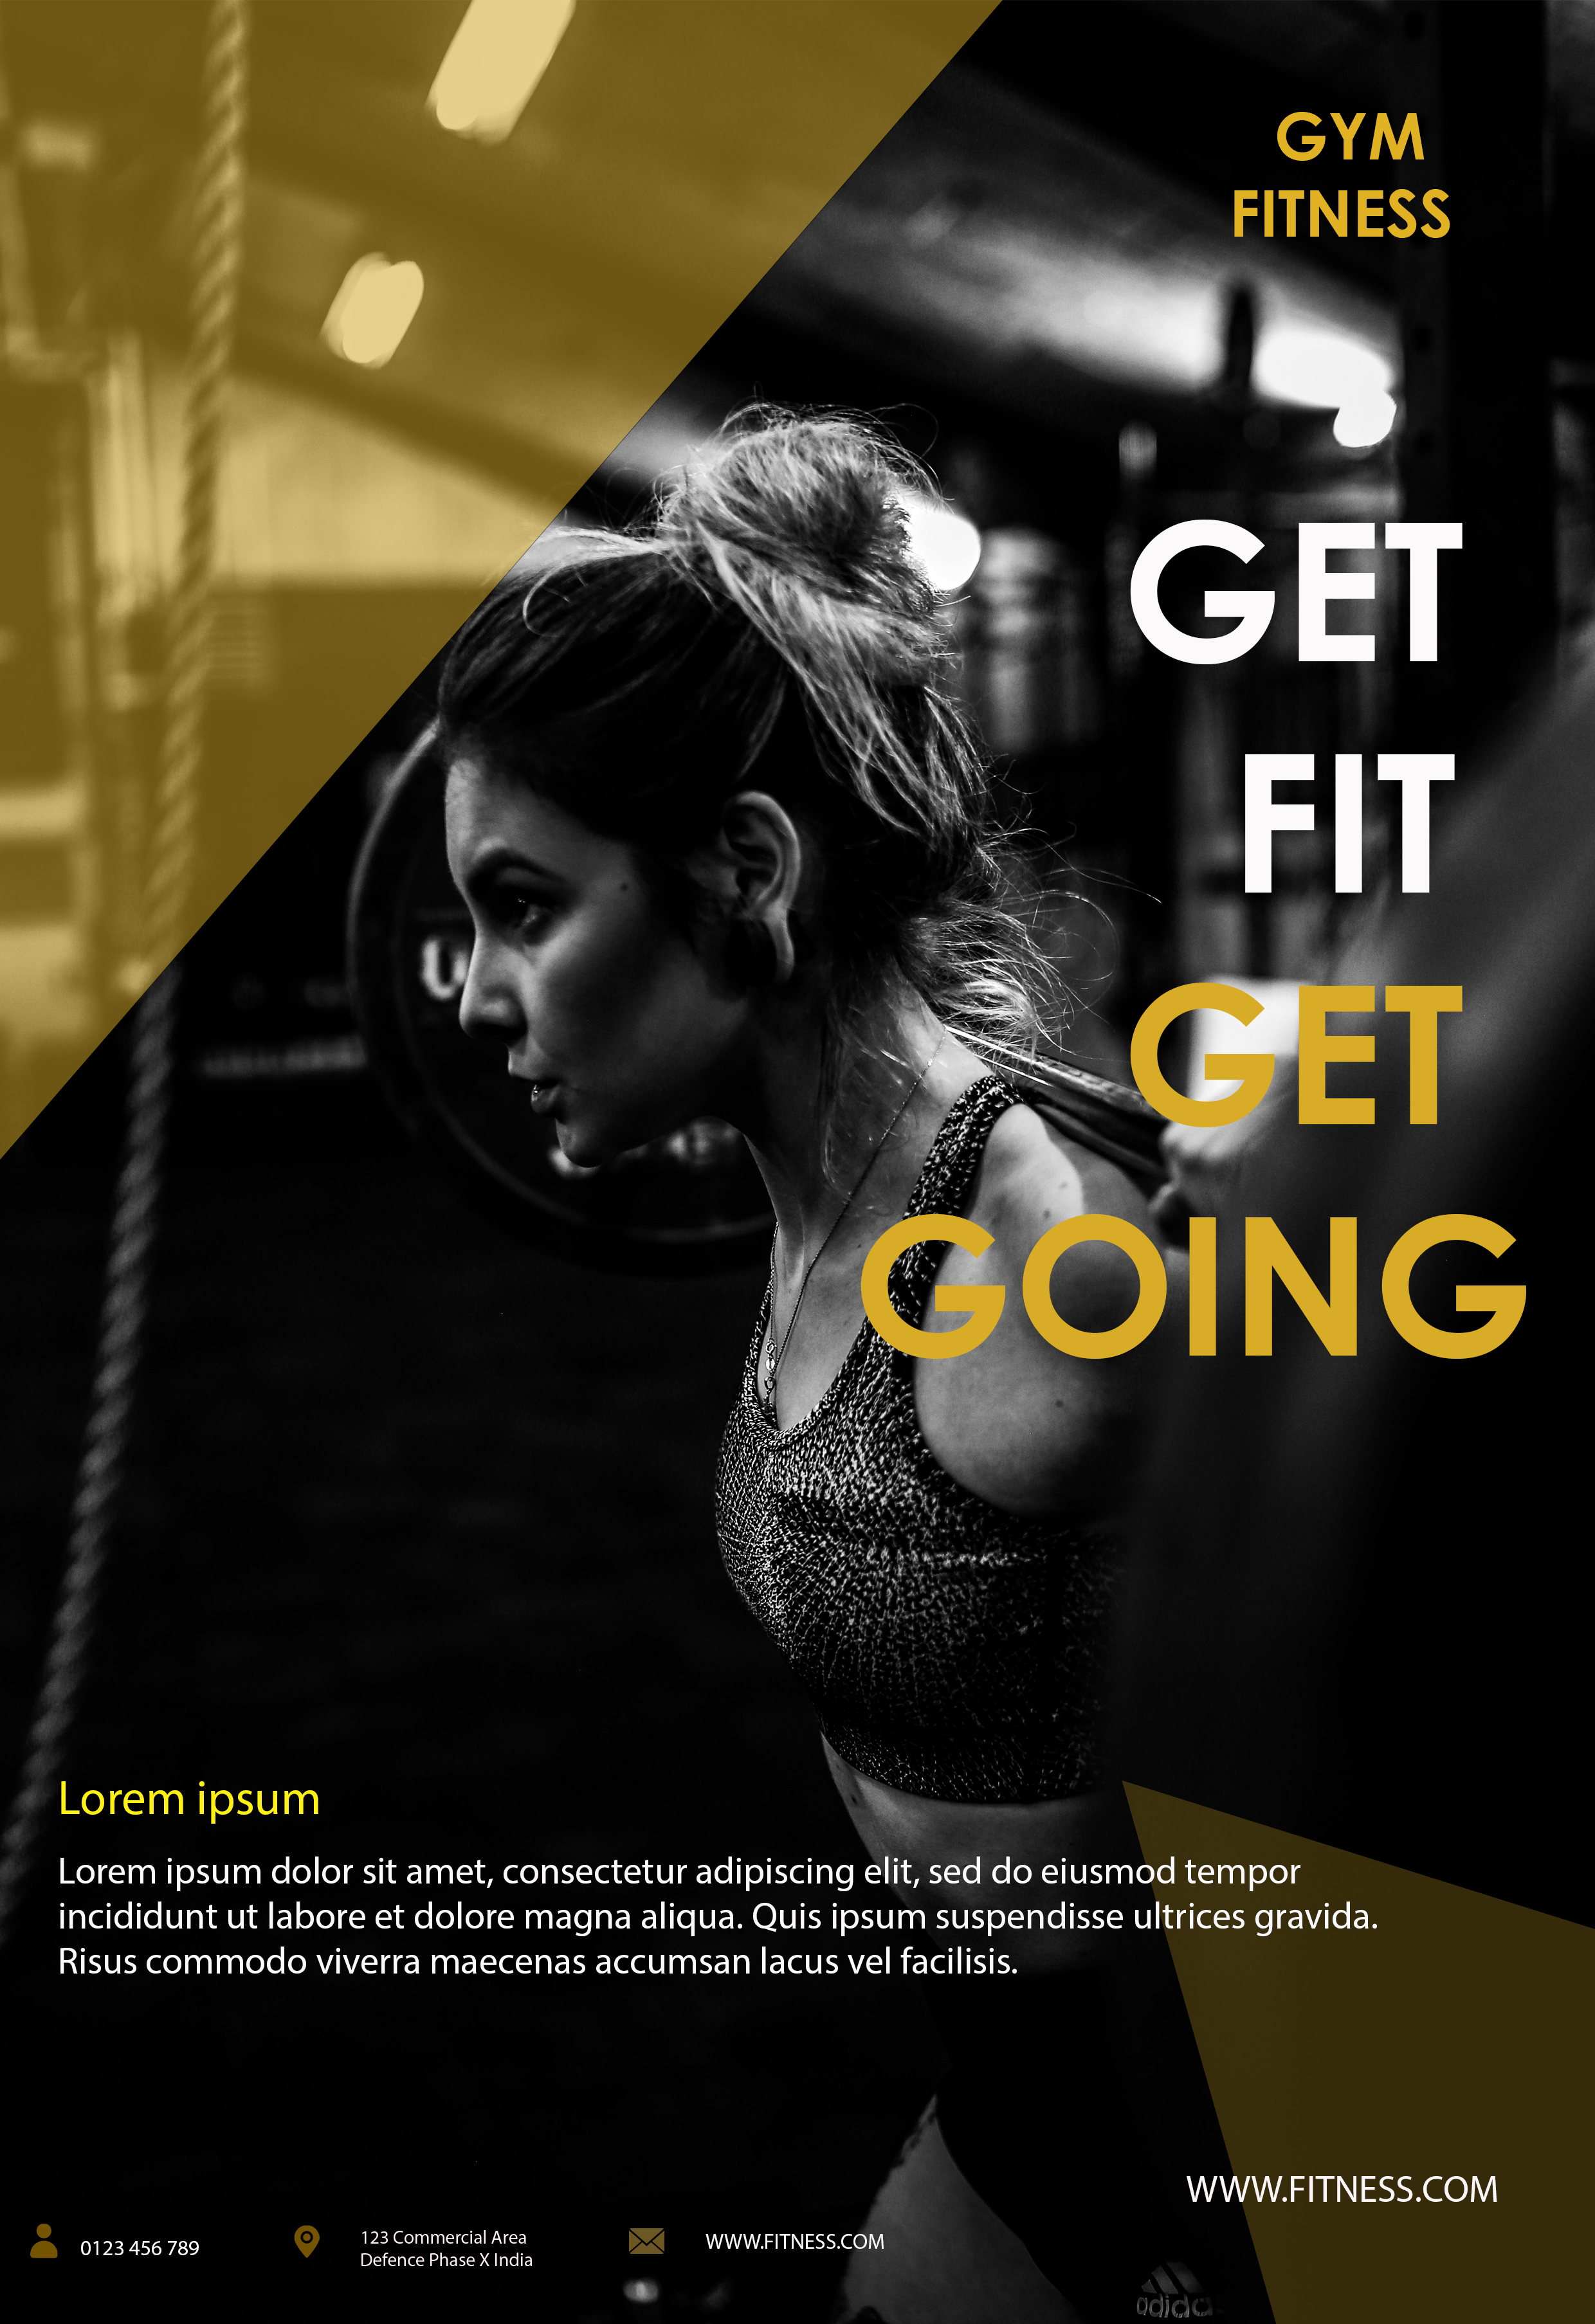 GYM
FITNESS
GET
FIT
GET
GOING
Lorem ipsum
Lorem ipsum dolor sit amet, consectetur adipiscing elit, sed do eiusmod tempor
incididunt ut labore et dolore magna aliqua. Quis ipsum suspendisse ultrices gravida.
Risus commodo viverra maecenas accumsan lacus vel facilisis.
WWW.FITNESS.COM
0123 456 789
123 Commercial Area
Defence Phase X India
WWW.FITNESS.COM
adidas